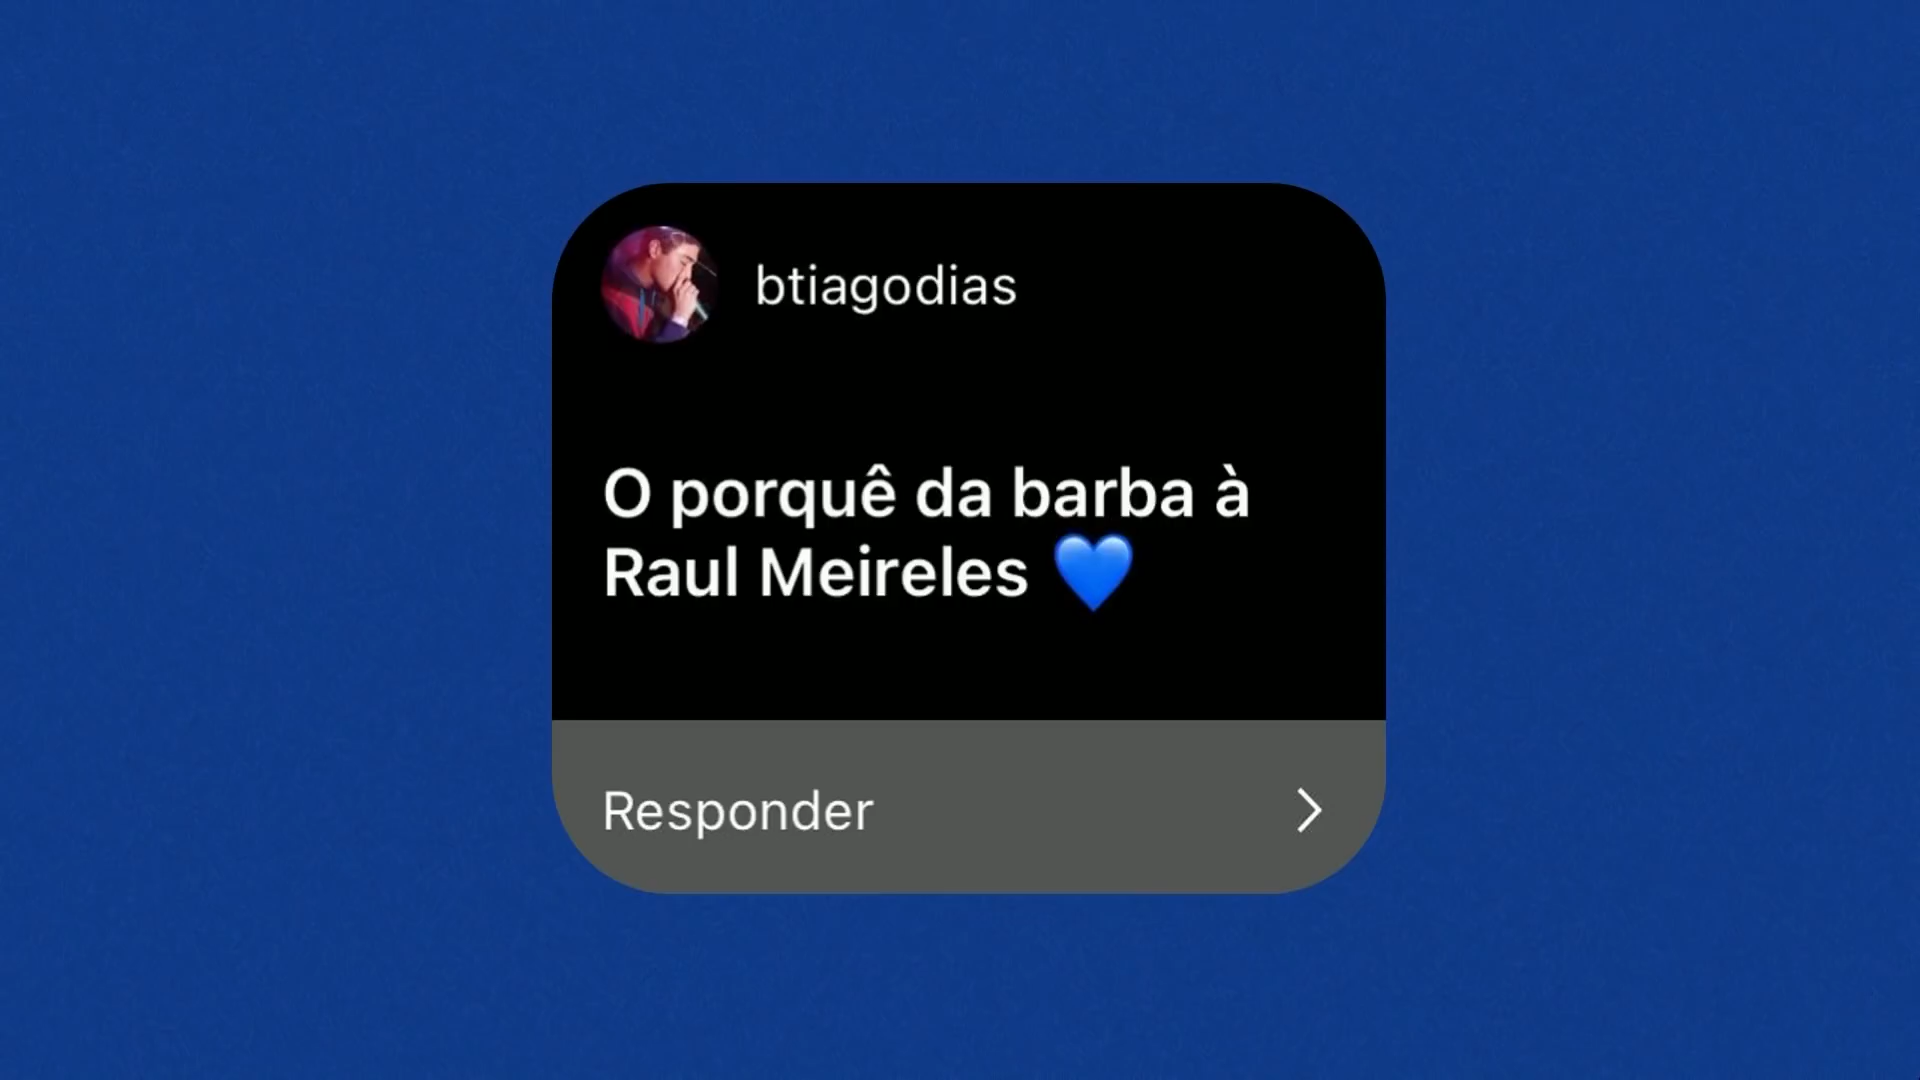 btiagodias
O porquê da barba à
Raul Meireles 💙
Responder